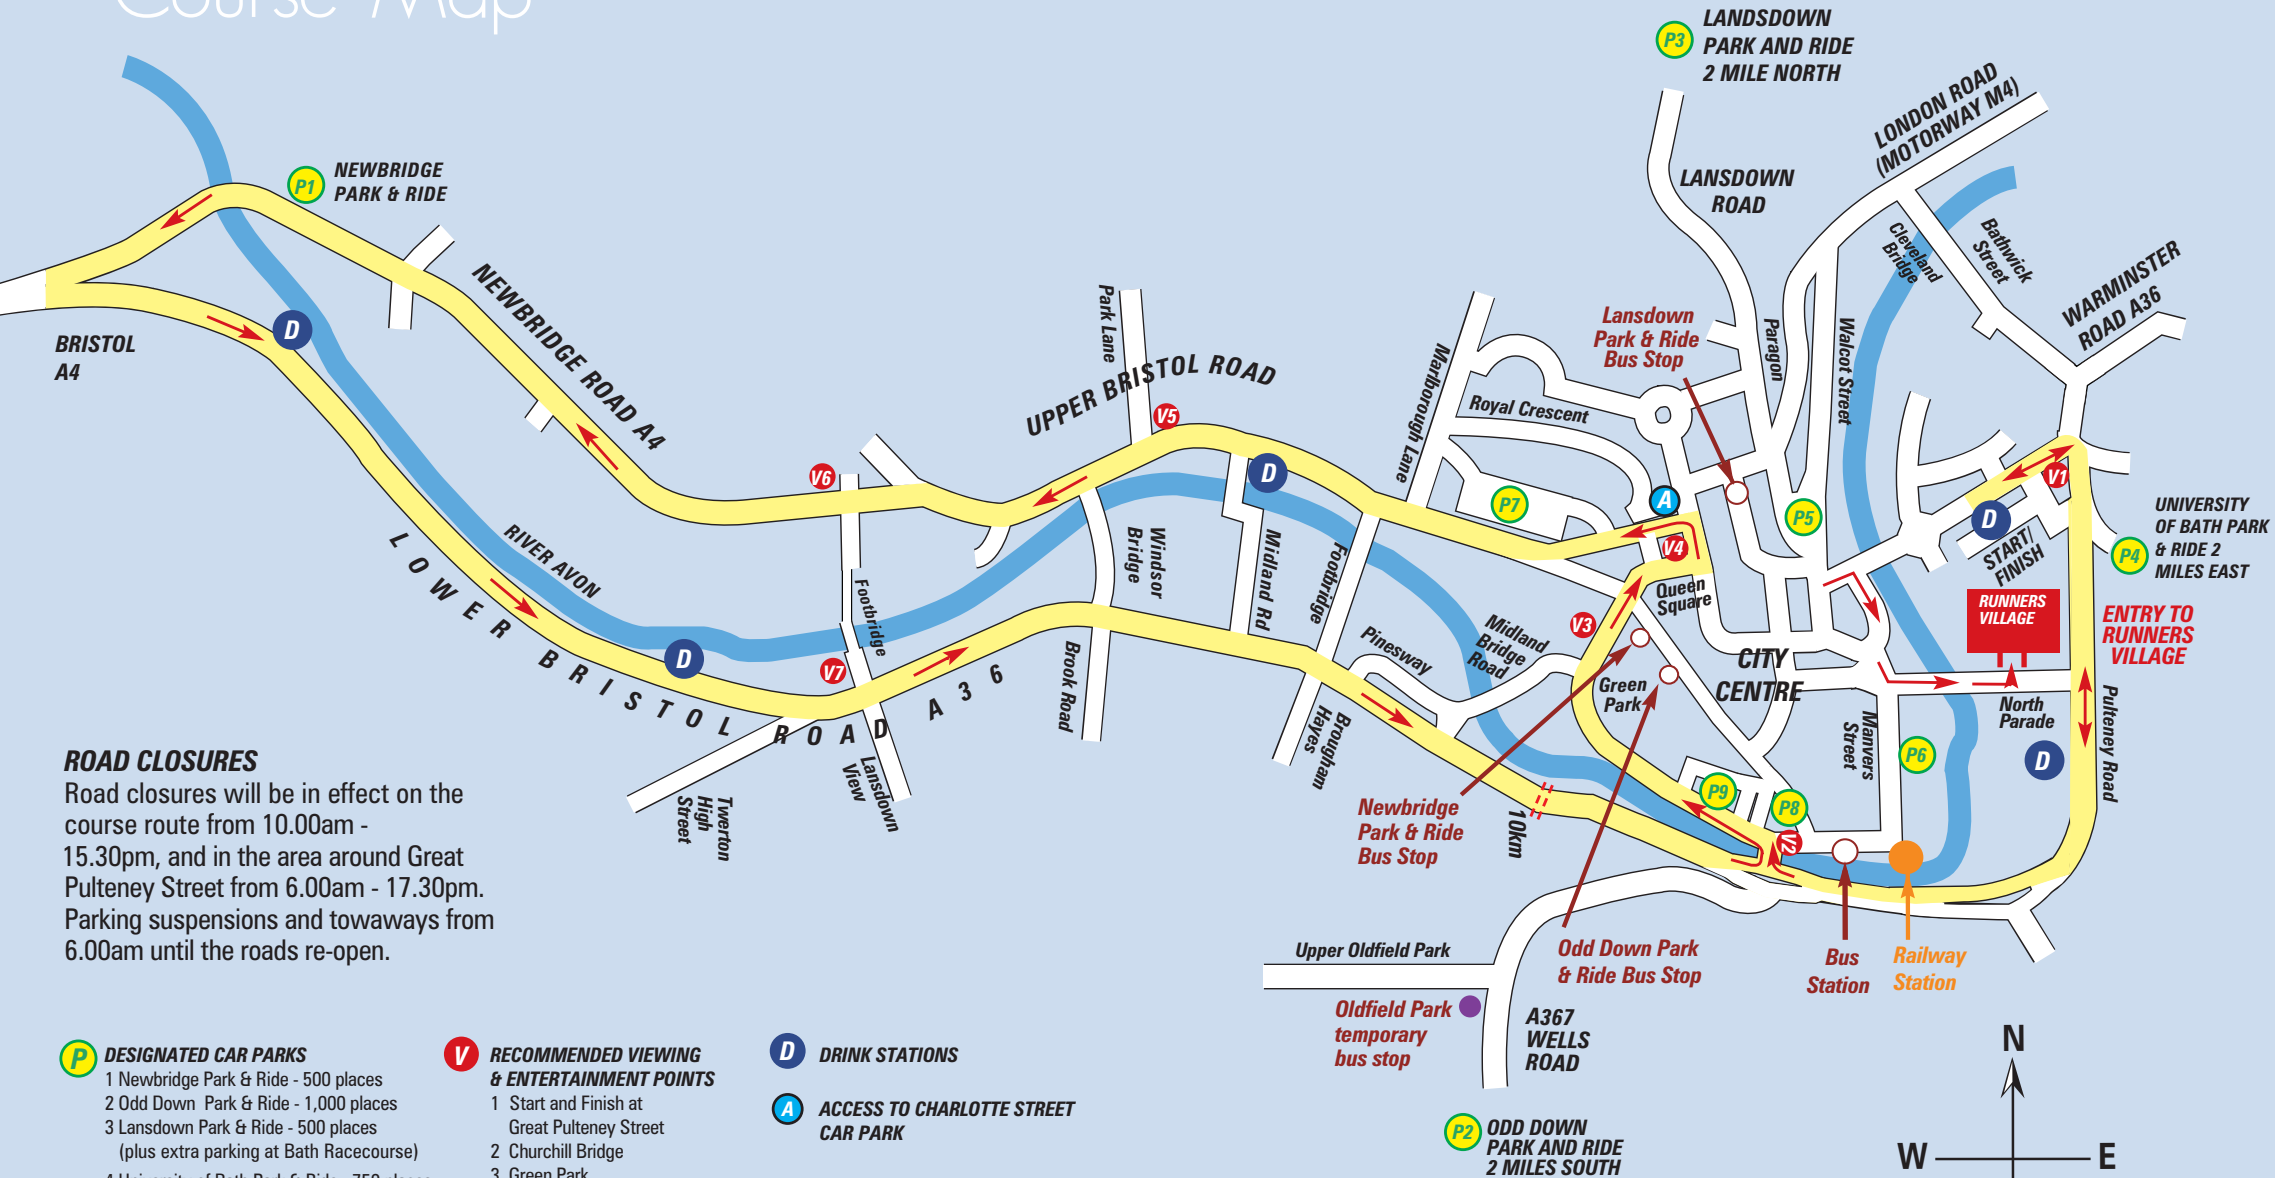 Course Map
P3
LANDSDOWN
PARK AND RIDE
2 MILE NORTH
LONDON ROAD
(MOTORWAY M4)
P1
NEWBRIDGE
PARK & RIDE
LANSDOWN
ROAD
Cleveland
Bridge
Bathwick
Street
WARMINSTER
ROAD A36
NEWBRIDGE ROAD A4
Park Lane
UPPER BRISTOL ROAD
Marlborough Lane
Lansdown
Park & Ride
Bus Stop
Paragon
Walcot Street
Royal Crescent
BRISTOL
A4
D
V5
V6
D
P7
A
P5
V1
D
START/
FINISH
UNIVERSITY
OF BATH PARK
& RIDE 2
MILES EAST
P4
V4
Queen
Square
RIVER AVON
LOWER BRISTOL ROAD A36
Footbridge
Windsor
Bridge
Midland Rd
Footbridge
Pinesway
Midland
Bridge
Road
V3
RUNNERS
VILLAGE
ENTRY TO
RUNNERS
VILLAGE
D
V7
Brook Road
Green
Park
CITY
CENTRE
North
Parade
Pulteney Road
Manvers
Street
P6
D
Brougham
Hayes
Lansdown
View
Twerton
High
Street
P9
P8
V2
10km
Newbridge
Park & Ride
Bus Stop
ROAD CLOSURES
Road closures will be in effect on the
course route from 10.00am -
15.30pm, and in the area around Great
Pulteney Street from 6.00am - 17.30pm.
Parking suspensions and towaways from
6.00am until the roads re-open.
Upper Oldfield Park
Odd Down Park
& Ride Bus Stop
Bus
Station
Railway
Station
Oldfield Park
temporary
bus stop
A367
WELLS
ROAD
P2
ODD DOWN
PARK AND RIDE
2 MILES SOUTH
N
W E
P
DESIGNATED CAR PARKS
1 Newbridge Park & Ride - 500 places
2 Odd Down Park & Ride - 1,000 places
3 Lansdown Park & Ride - 500 places
(plus extra parking at Bath Racecourse)
4 University of Bath Park & Ride - 750 places
V
RECOMMENDED VIEWING
& ENTERTAINMENT POINTS
1 Start and Finish at
Great Pulteney Street
2 Churchill Bridge
3 Green Park
D
DRINK STATIONS
A
ACCESS TO CHARLOTTE STREET
CAR PARK